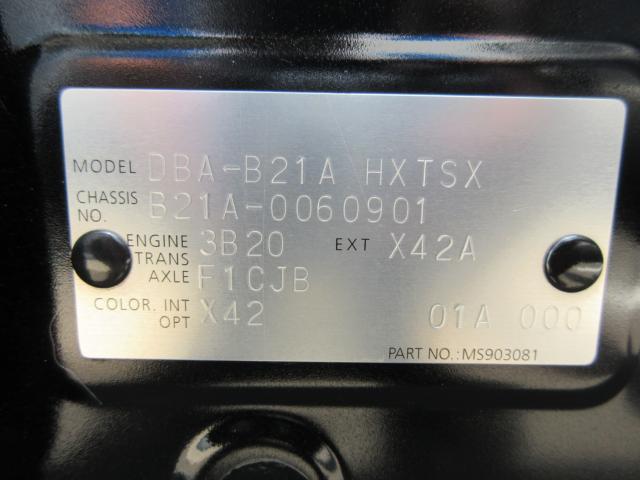 MODEL DBA-B21A HXTSX
CHASSIS NO. B21A-0060901
ENGINE 3B20 EXT X42A
TRANS AXLE F1CJB
COLOR. INT X42
OPT 01A 000
PART NO.: MS903081